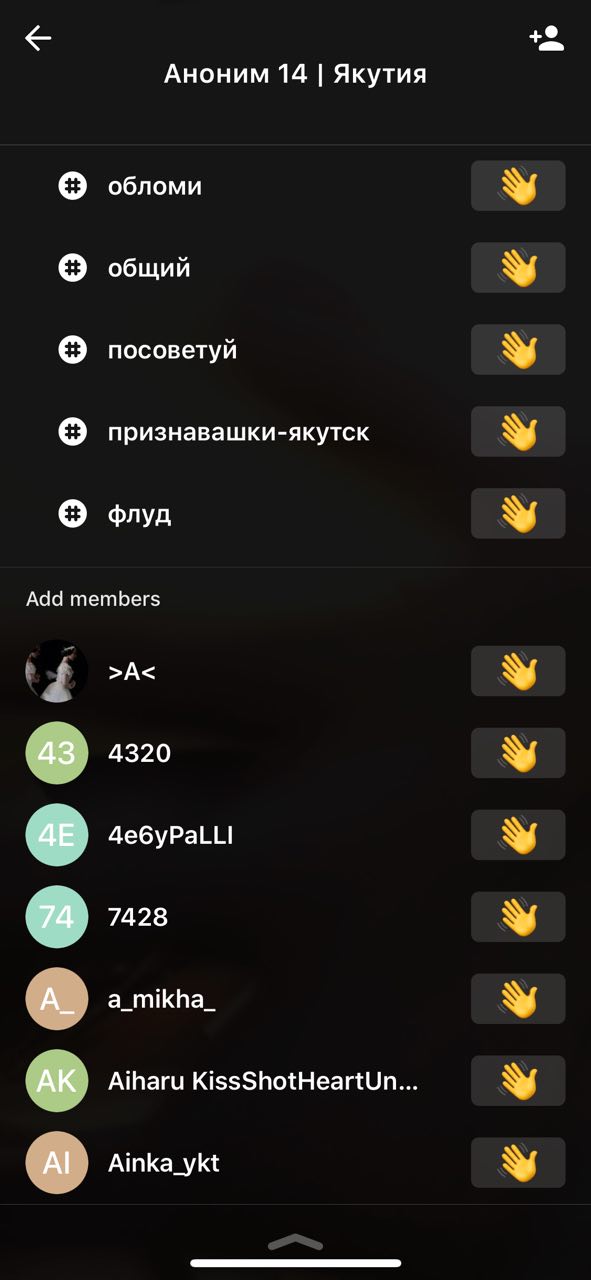 Аноним 14 | Якутия
обломи
общий
посоветуй
признавашки-якутск
флуд
Add members
>A<
43 4320
4E 4e6yPaLLI
74 7428
A_ a_mikha_
AK Aiharu KissShotHeartUn...
AI Ainka_ykt